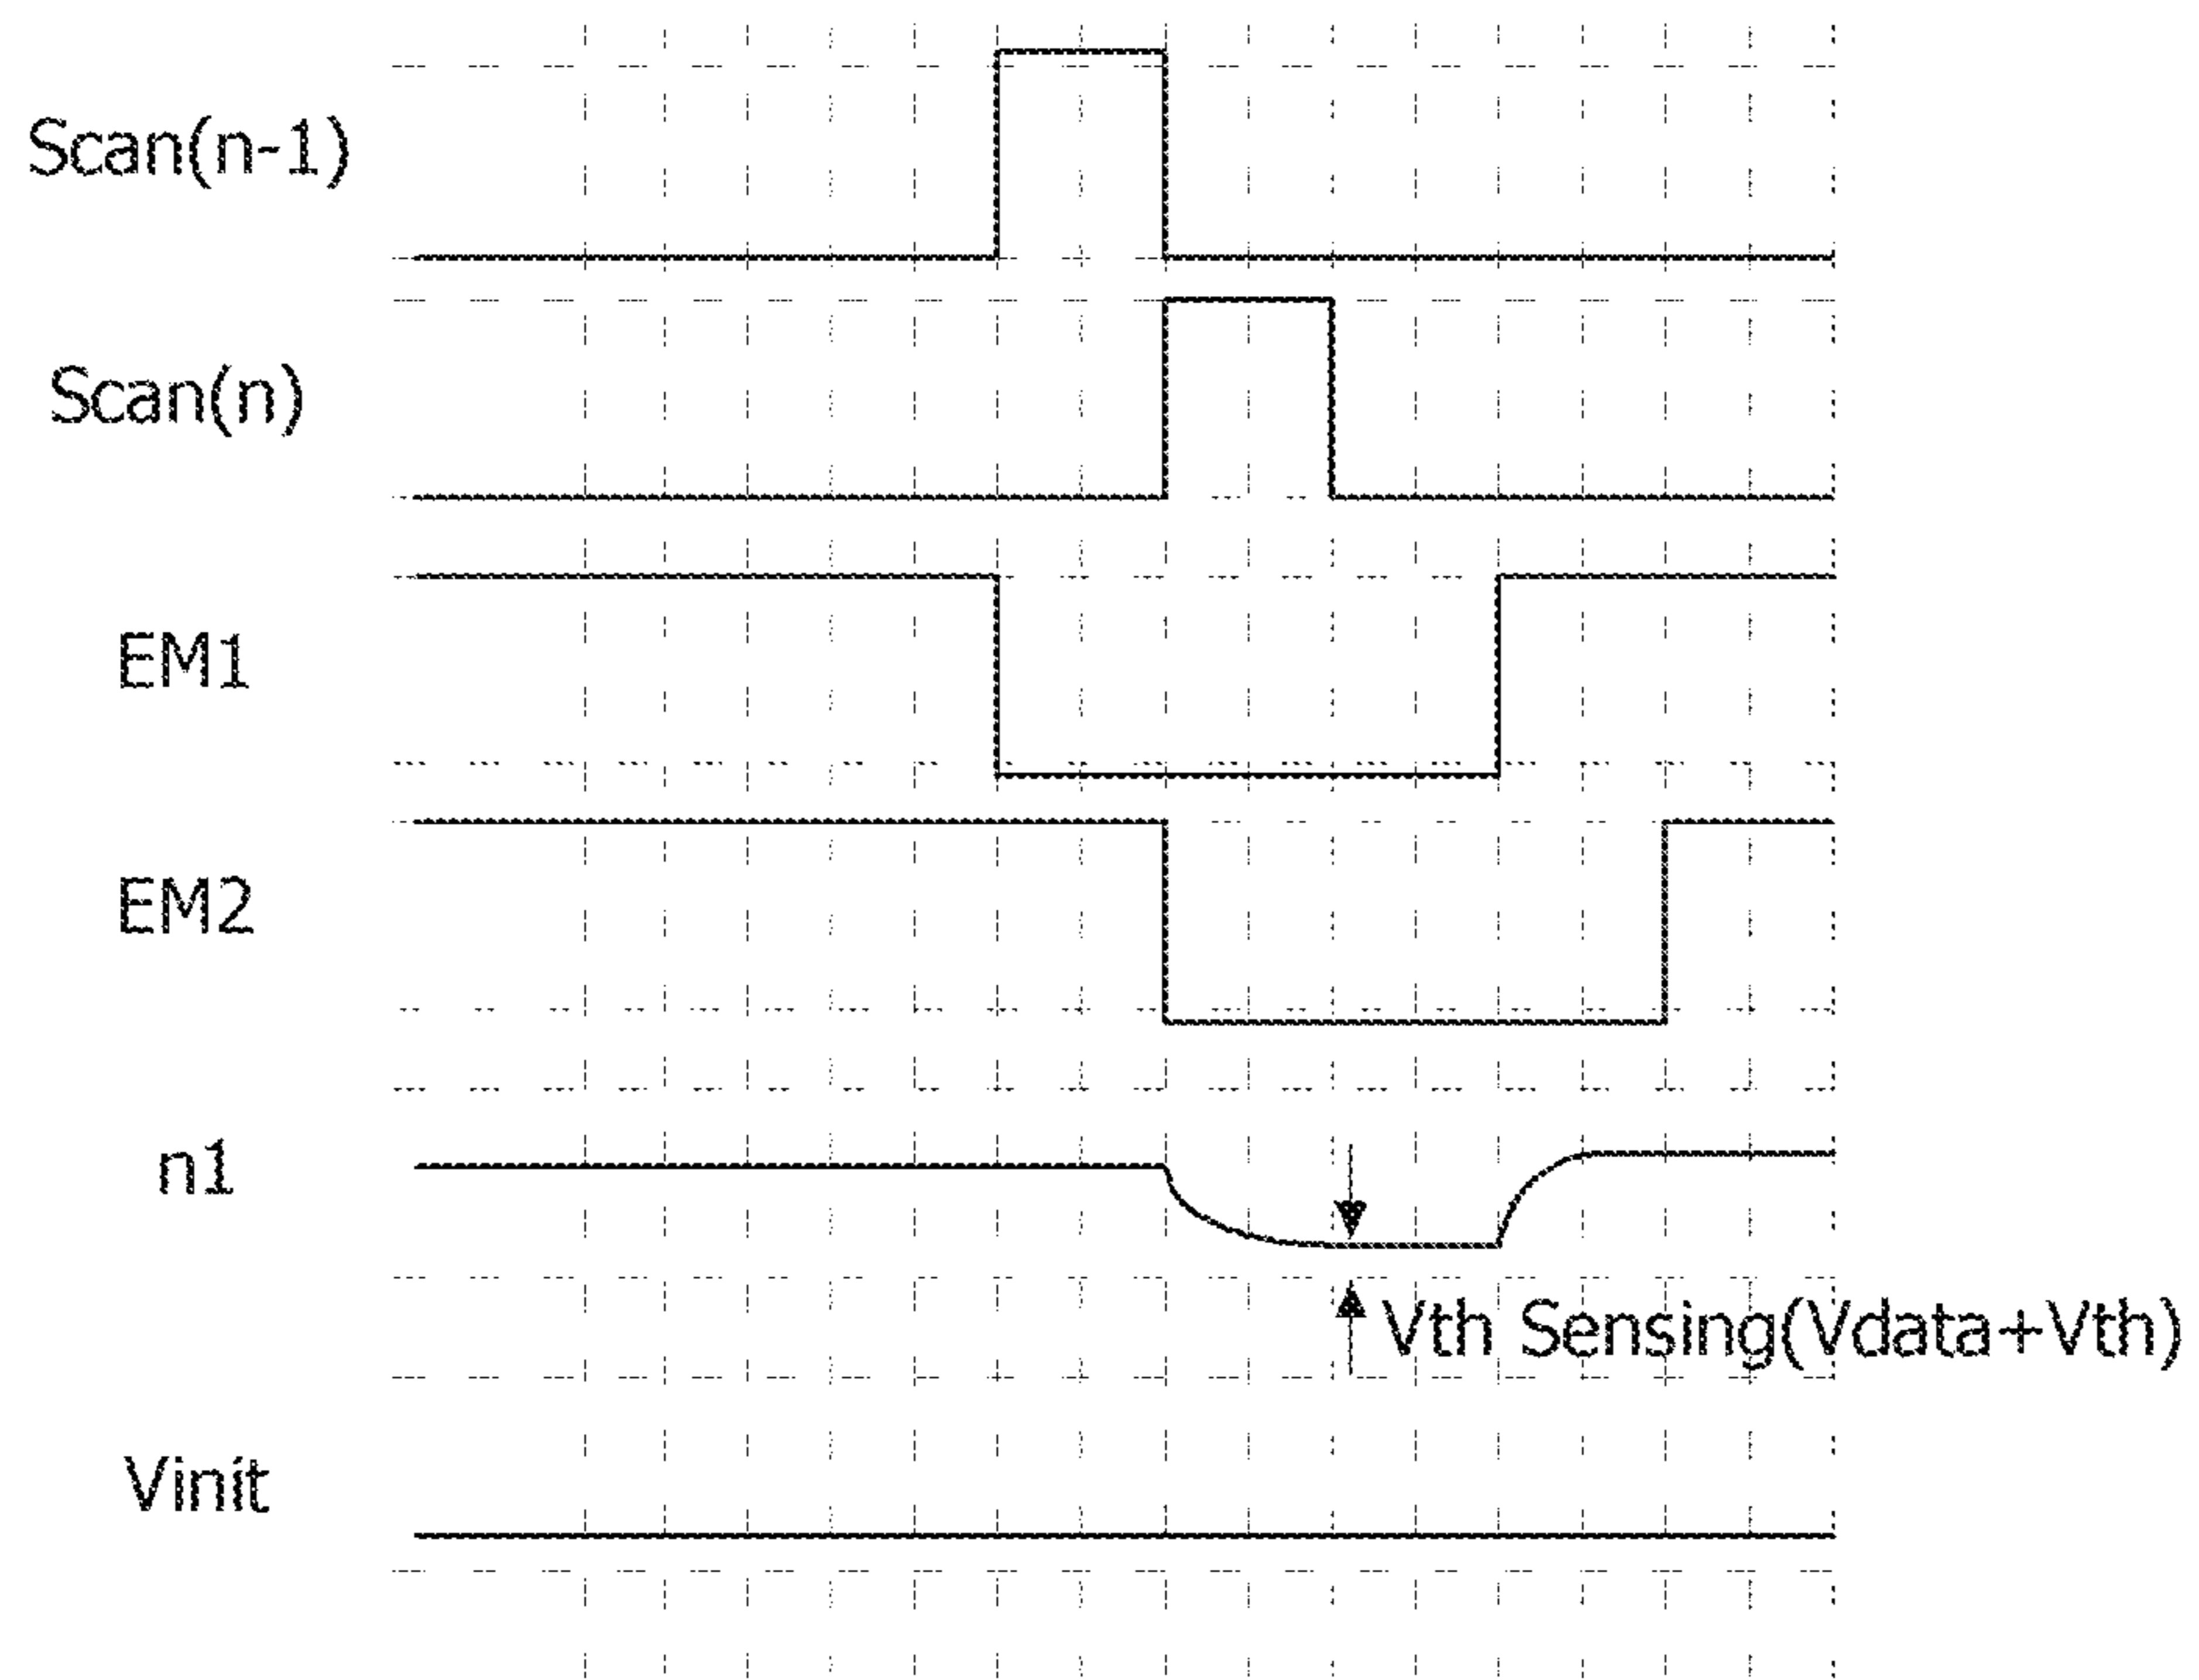 Scan(n-1)
Scan(n)
EM1
EM2
n1
Vth Sensing(Vdata+Vth)
Vinit